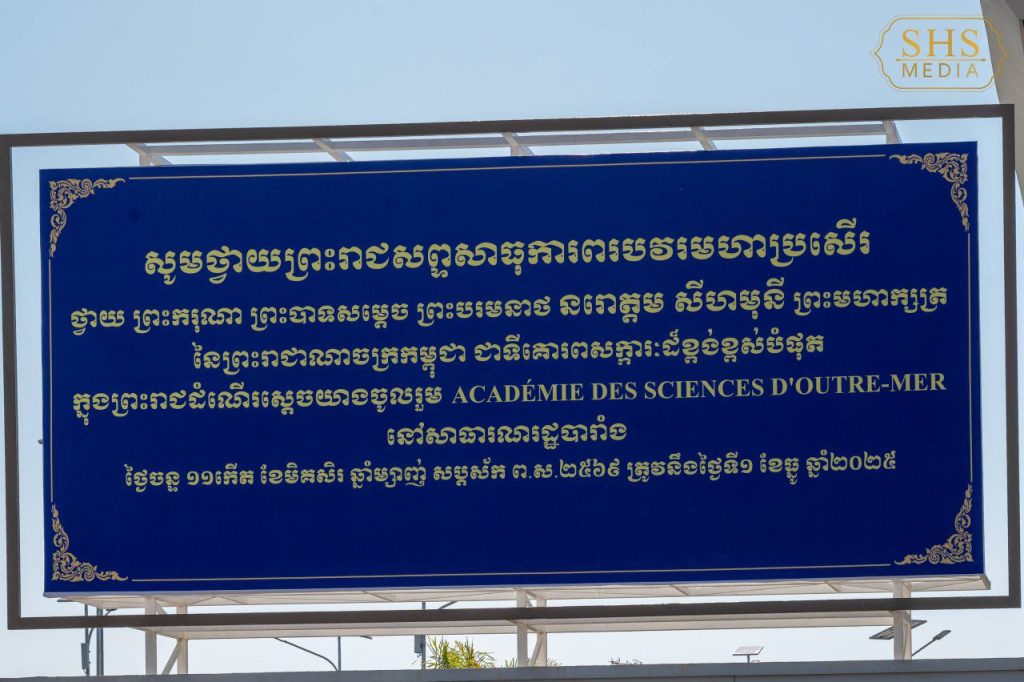 SHS
MEDIA
សូមថ្វាយព្រះរាជសព្ទសាធុការពរបវរមហាប្រសើរ
ថ្វាយ ព្រះករុណា ព្រះបាទសម្តេច ព្រះបរមនាថ នរោត្តម សីហមុនី ព្រះមហាក្សត្រ
នៃព្រះរាជាណាចក្រកម្ពុជា ជាទីគោរពសក្ការៈដ៏ខ្ពង់ខ្ពស់បំផុត
ក្នុងព្រះរាជដំណើរស្តេចយាងចូលរួម ACADÉMIE DES SCIENCES D'OUTRE-MER
នៅសាធារណរដ្ឋបារាំង
ថ្ងៃចន្ទ ១១កើត ខែមិគសិរ ឆ្នាំម្សាញ់ សប្តស័ក ព.ស.២៥៦៩ ត្រូវនឹងថ្ងៃទី១ ខែធ្នូ ឆ្នាំ២០២៥